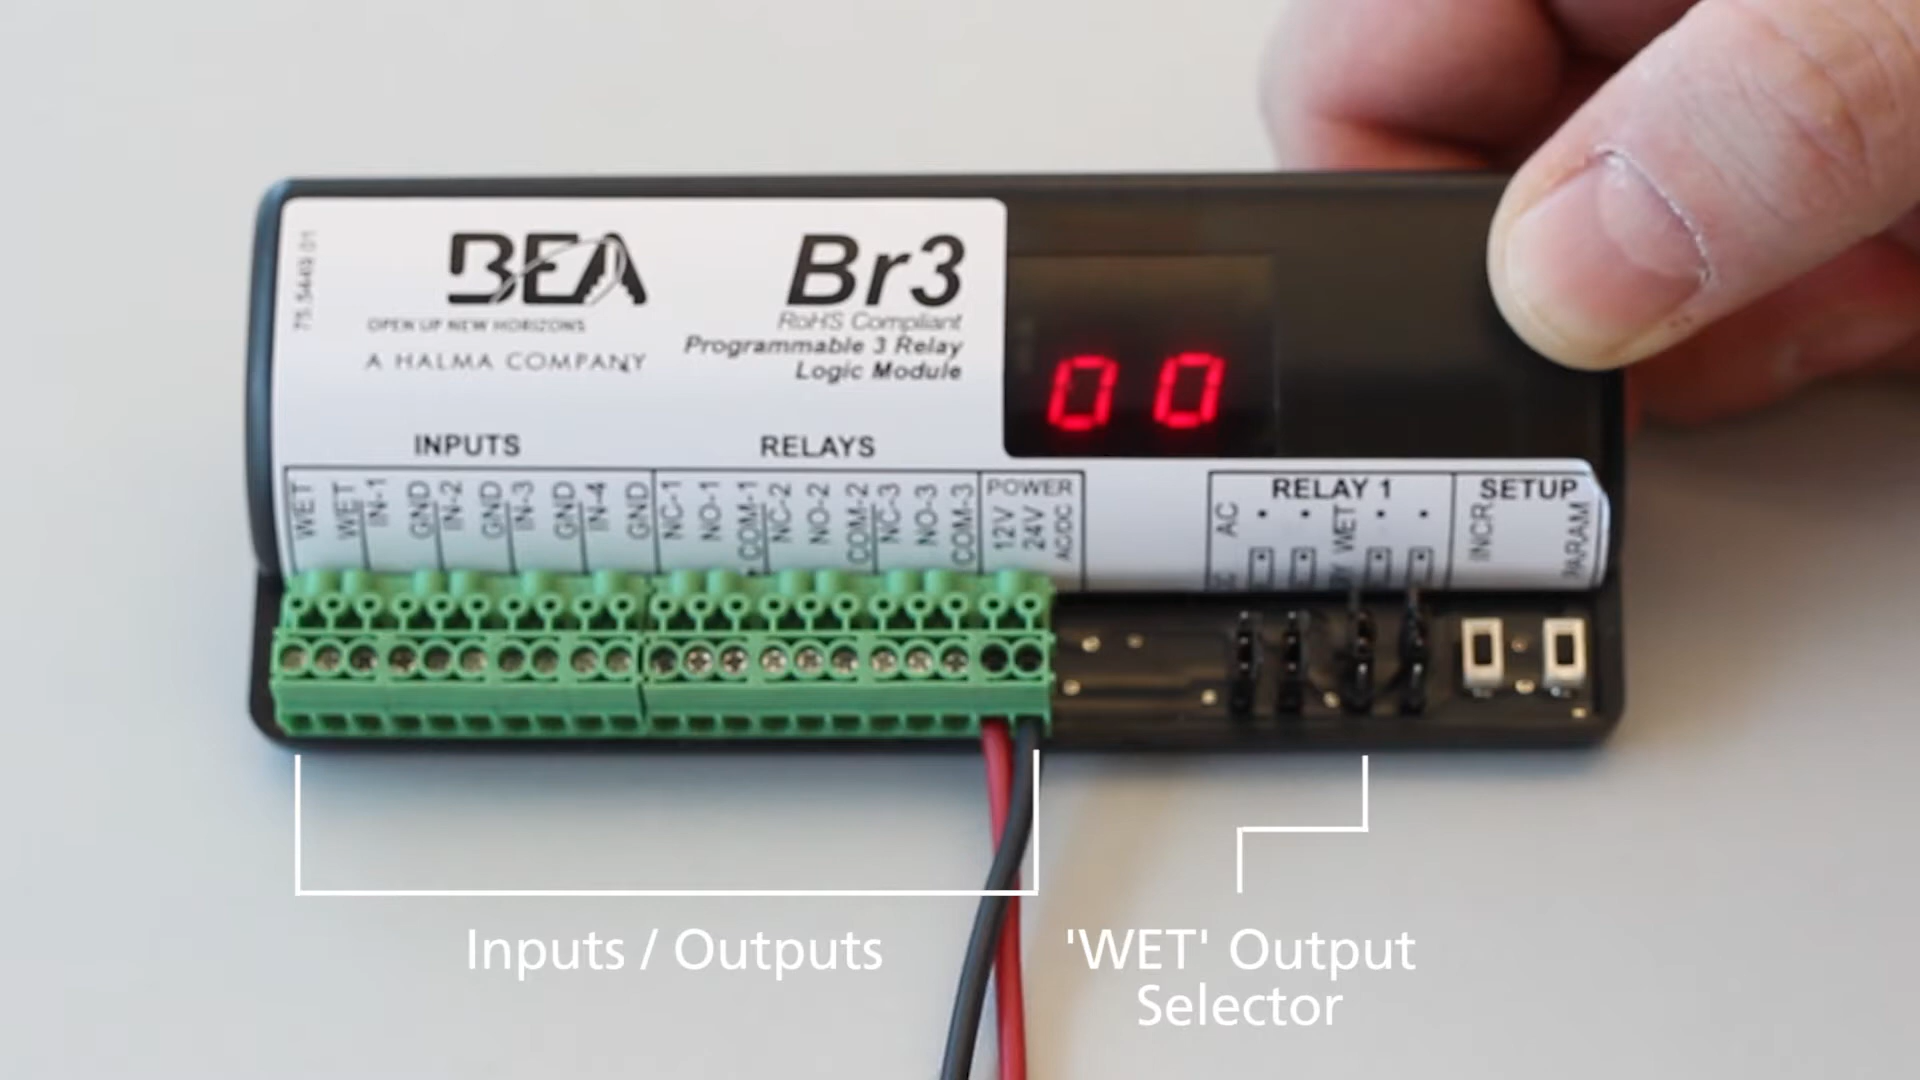 75.5449.01
BEA
OPEN UP NEW HORIZONS
A HALMA COMPANY
Br3
RoHS Compliant
Programmable 3 Relay
Logic Module
00
INPUTS
RELAYS
WET
WET
IN-1
GND
IN-2
GND
IN-3
GND
IN-4
GND
NC-1
NO-1
COM-1
NC-2
NO-2
COM-2
NC-3
NO-3
COM-3
POWER
12V
24V
AC/DC
RELAY 1
AC
WET
SETUP
INCR.
PARAM
Inputs / Outputs
'WET' Output
Selector